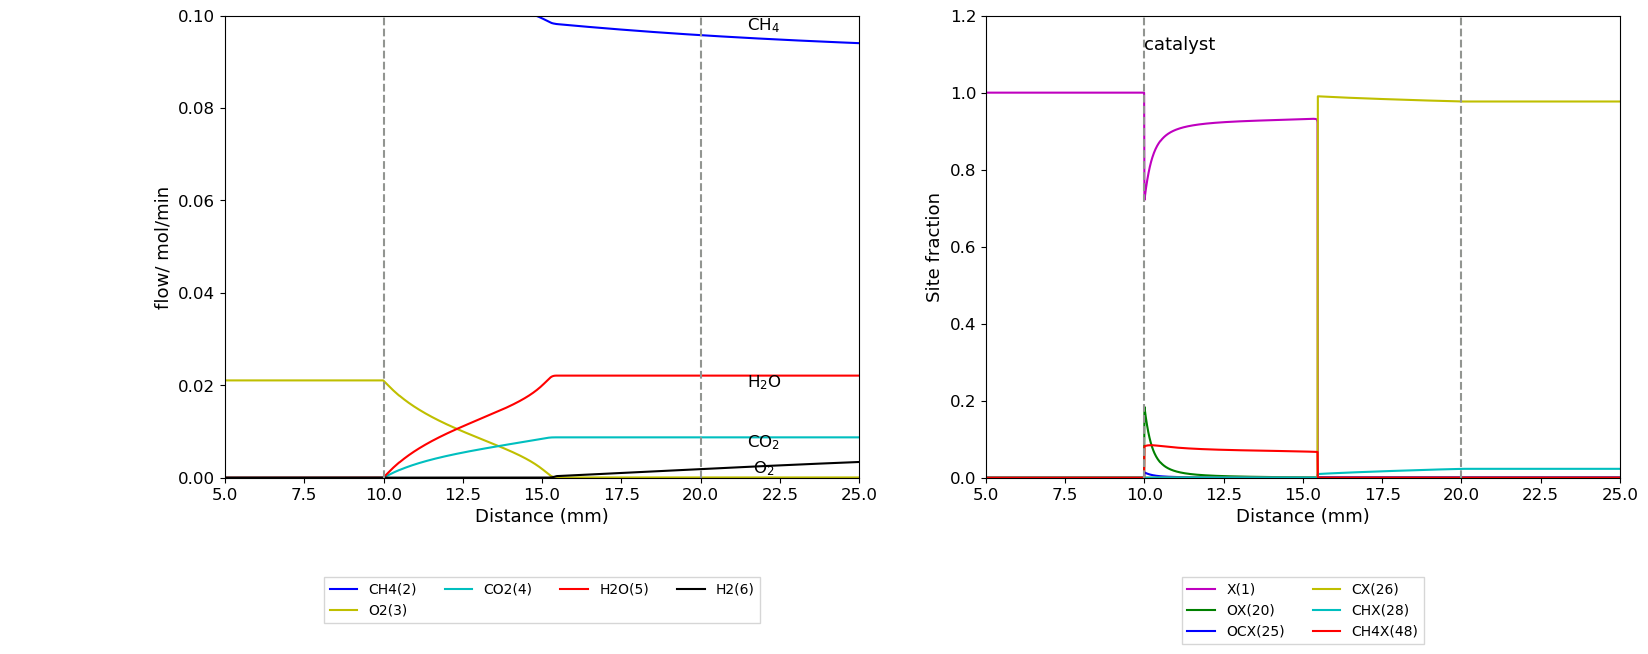 0.10
0.08
0.06
0.04
0.02
0.00
flow/ mol/min
CH₄
H₂O
CO₂
O₂
5.0 7.5 10.0 12.5 15.0 17.5 20.0 22.5 25.0
Distance (mm)
CH4(2) CO2(4) H2O(5) H2(6)
O2(3)
1.2
1.0
0.8
0.6
0.4
0.2
0.0
Site fraction
catalyst
5.0 7.5 10.0 12.5 15.0 17.5 20.0 22.5 25.0
Distance (mm)
X(1) CX(26)
OX(20) CHX(28)
OCX(25) CH4X(48)